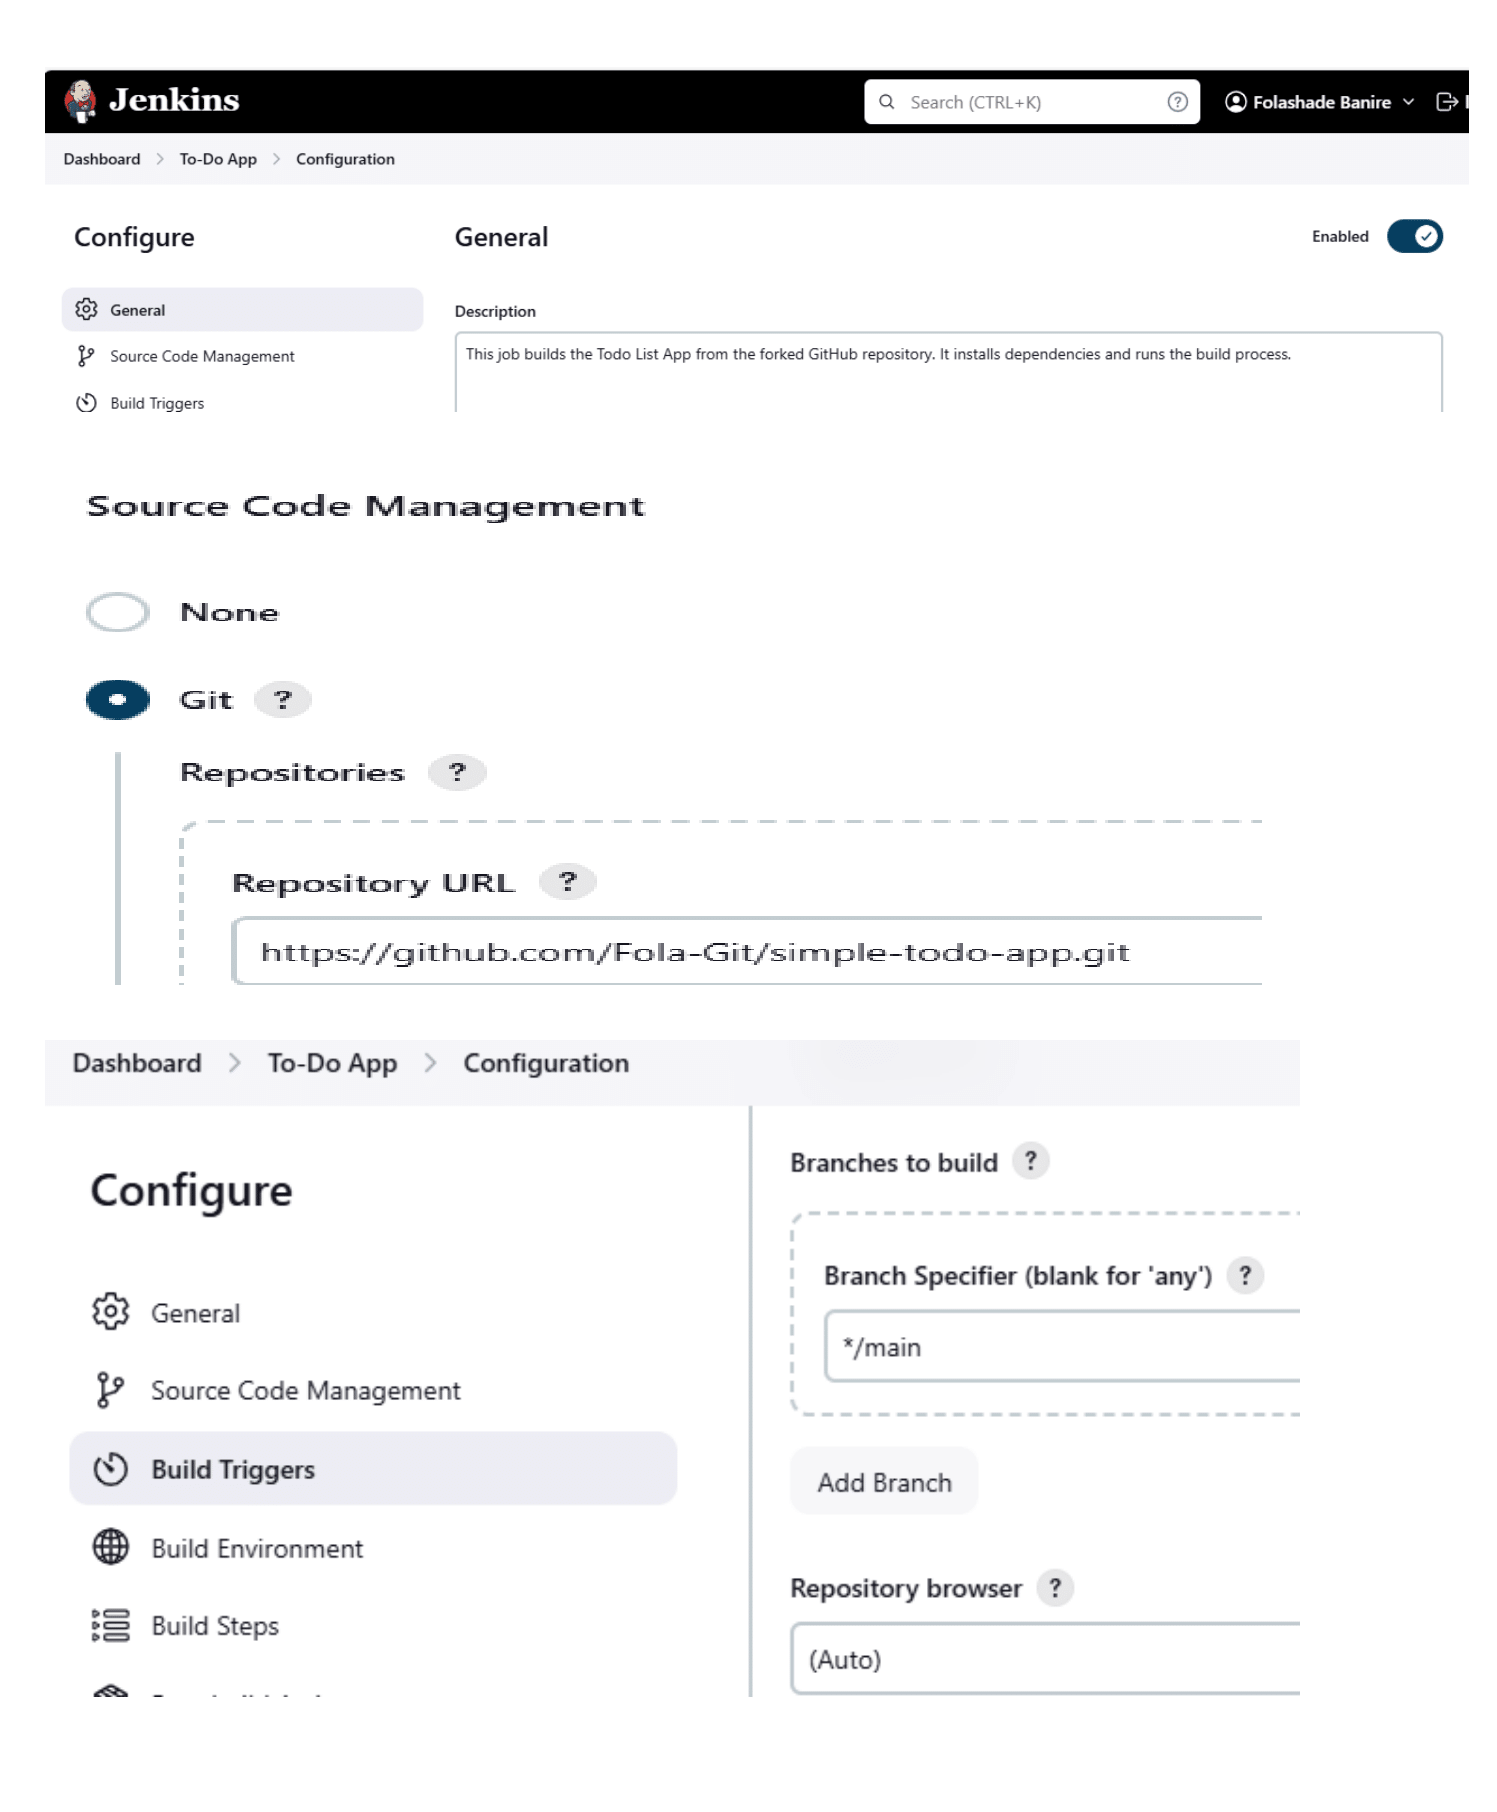 Jenkins
Search (CTRL+K)
?
Folashade Banire
Dashboard > To-Do App > Configuration
Configure
General
Enabled
General
Description
Source Code Management
This job builds the Todo List App from the forked GitHub repository. It installs dependencies and runs the build process.
Build Triggers
Source Code Management
None
Git ?
Repositories ?
Repository URL ?
https://github.com/Fola-Git/simple-todo-app.git
Dashboard > To-Do App > Configuration
Configure
General
Source Code Management
Build Triggers
Build Environment
Build Steps
Branches to build ?
Branch Specifier (blank for 'any') ?
*/main
Add Branch
Repository browser ?
(Auto)